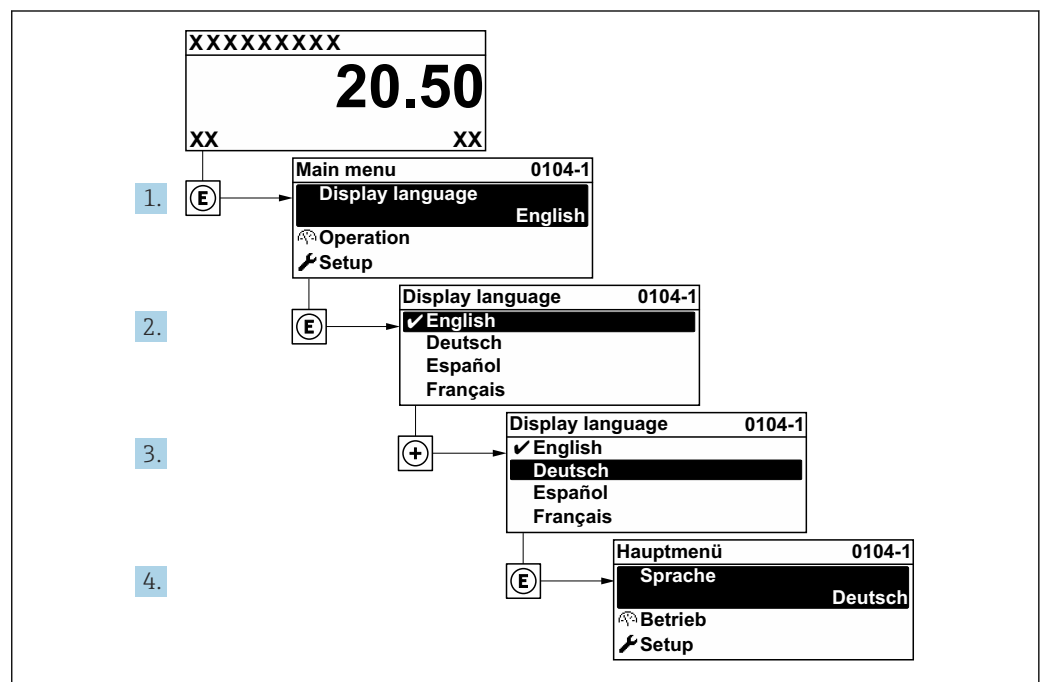 XXXXXXXXX
20.50
XX XX
Main menu 0104-1
1. E Display language
English
Operation
Setup
Display language 0104-1
2. E ✔English
Deutsch
Español
Français
Display language 0104-1
3. + ✔English
Deutsch
Español
Français
Hauptmenü 0104-1
4. E Sprache
Deutsch
Betrieb
Setup